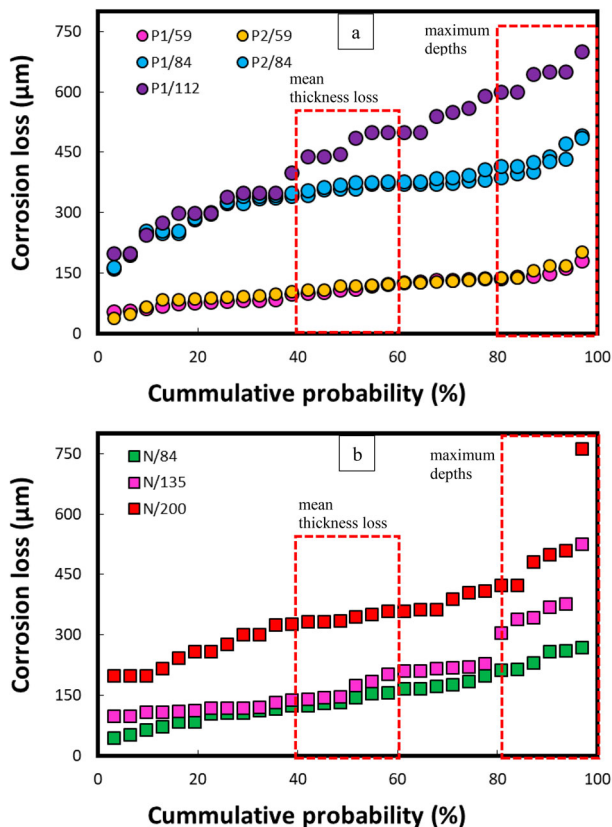 a
P1/59
P2/59
P1/84
P2/84
P1/112
maximum
depths
mean
thickness loss
Corrosion loss (µm)
750
600
450
300
150
0
0 20 40 60 80 100
Cummulative probability (%)
b
N/84
N/135
N/200
maximum
depths
mean
thickness loss
Corrosion loss (µm)
750
600
450
300
150
0
0 20 40 60 80 100
Cummulative probability (%)